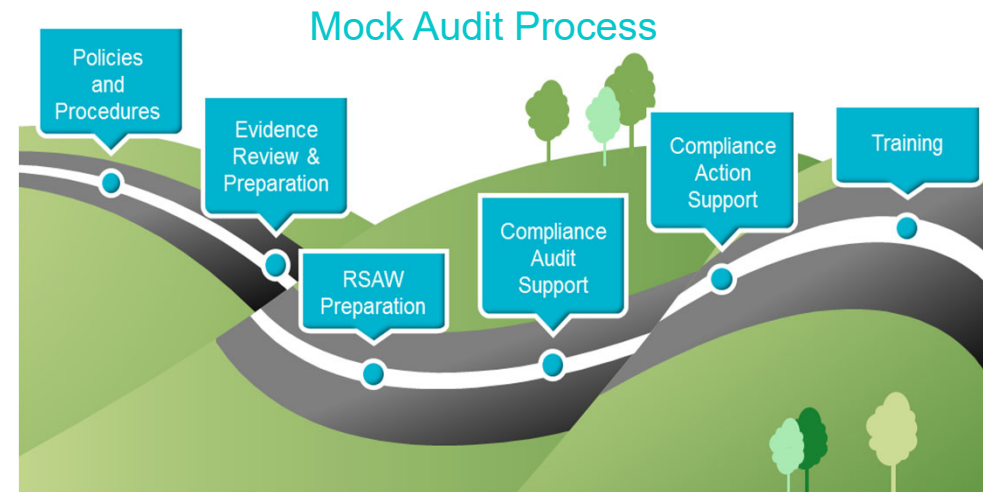 Mock Audit Process
Policies
and
Procedures
Evidence
Review &
Preparation
RSAW
Preparation
Compliance
Audit
Support
Compliance
Action
Support
Training